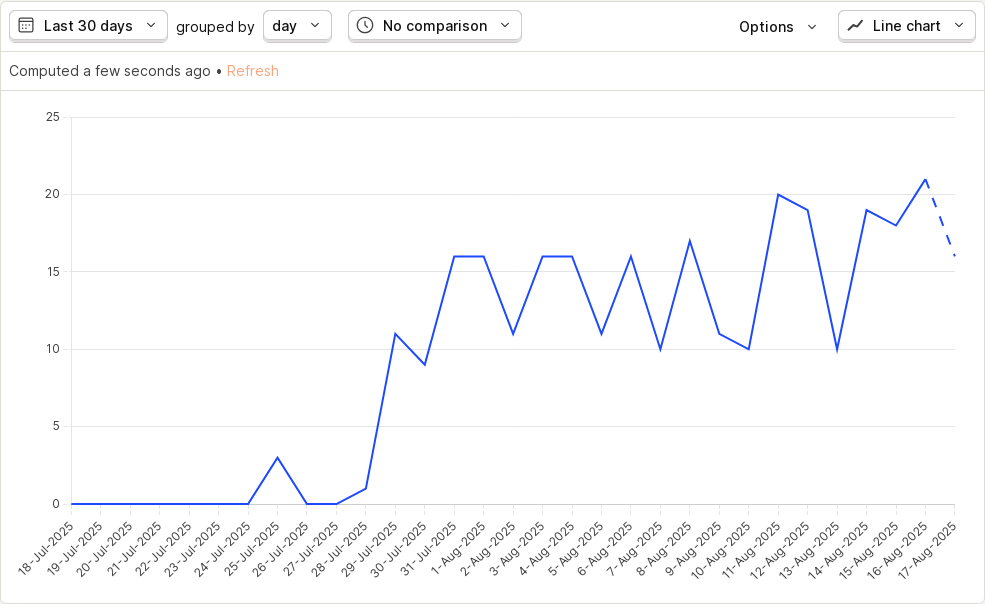 Last 30 days grouped by day No comparison Options Line chart
Computed a few seconds ago • Refresh
25
20
15
10
5
0
18-Jul-2025
19-Jul-2025
20-Jul-2025
21-Jul-2025
22-Jul-2025
23-Jul-2025
24-Jul-2025
25-Jul-2025
26-Jul-2025
27-Jul-2025
28-Jul-2025
29-Jul-2025
30-Jul-2025
31-Jul-2025
1-Aug-2025
2-Aug-2025
3-Aug-2025
4-Aug-2025
5-Aug-2025
6-Aug-2025
7-Aug-2025
8-Aug-2025
9-Aug-2025
10-Aug-2025
11-Aug-2025
12-Aug-2025
13-Aug-2025
14-Aug-2025
15-Aug-2025
16-Aug-2025
17-Aug-2025